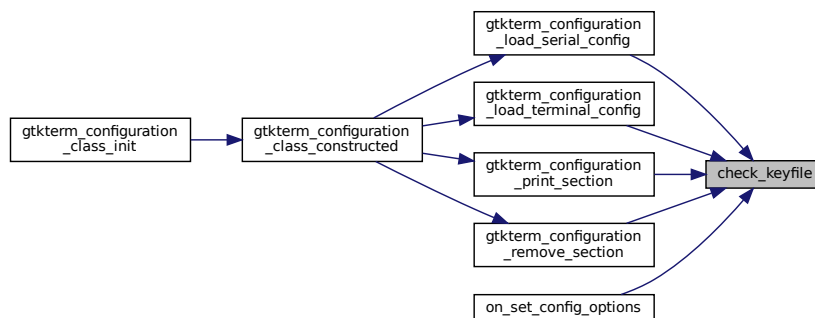 gtkterm_configuration
_load_serial_config
gtkterm_configuration
_load_terminal_config
gtkterm_configuration
_class_init
gtkterm_configuration
_class_constructed
gtkterm_configuration
_print_section
check_keyfile
gtkterm_configuration
_remove_section
on_set_config_options